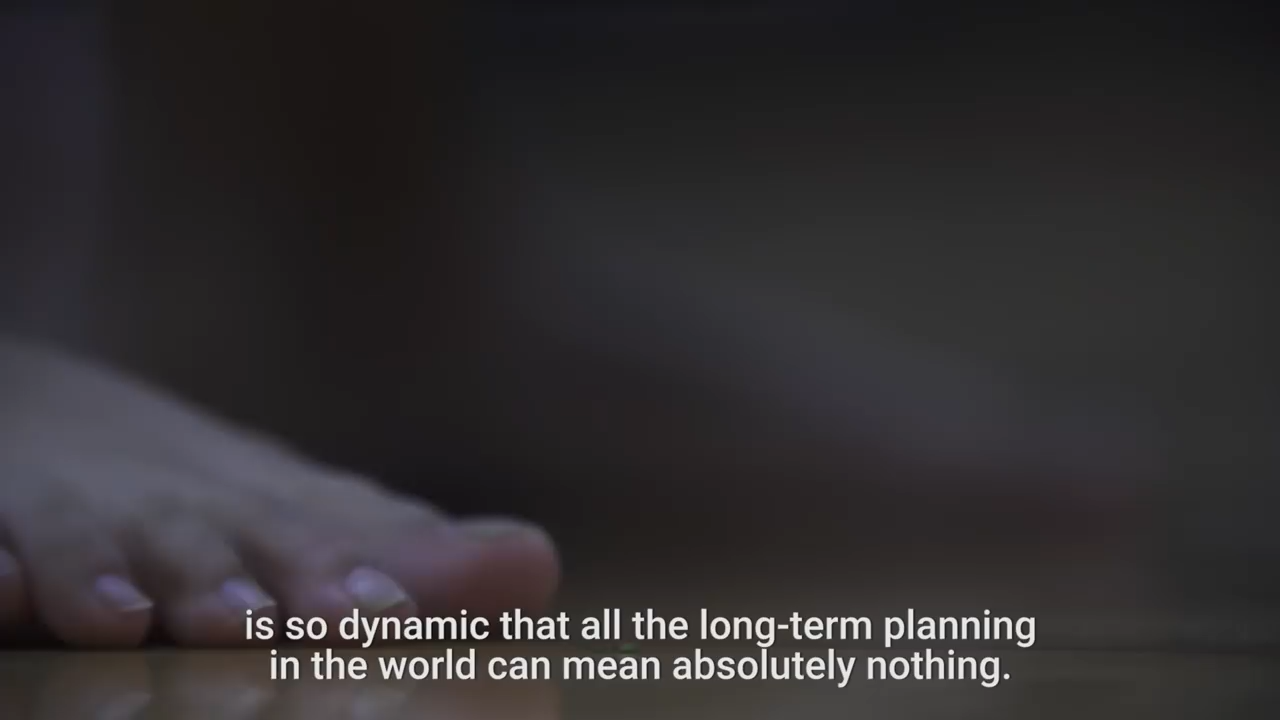 is so dynamic that all the long-term planning
in the world can mean absolutely nothing.